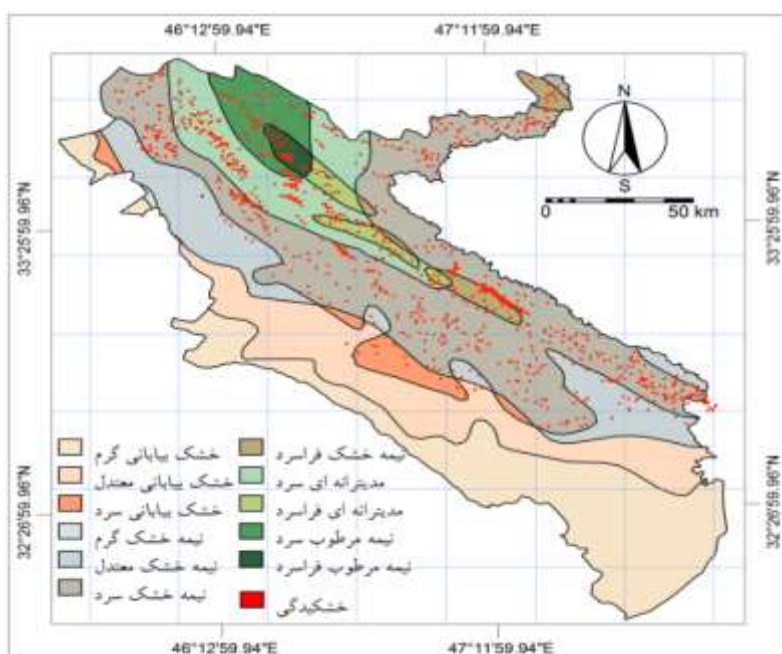 46°12'59.94"E 47°11'59.94"E
N
S
0 50 km
33°25'59.96"N
33°25'59.96"N
خشک بیابانی گرم
خشک بیابانی معتدل
خشک بیابانی سرد
نیمه خشک گرم
نیمه خشک معتدل
نیمه خشک سرد
نیمه خشک فراسرد
مدیترانه ای سرد
مدیترانه ای فراسرد
نیمه مرطوب سرد
نیمه مرطوب فراسرد
خشکیدگی
32°26'59.96"N
32°26'59.96"N
46°12'59.94"E 47°11'59.94"E